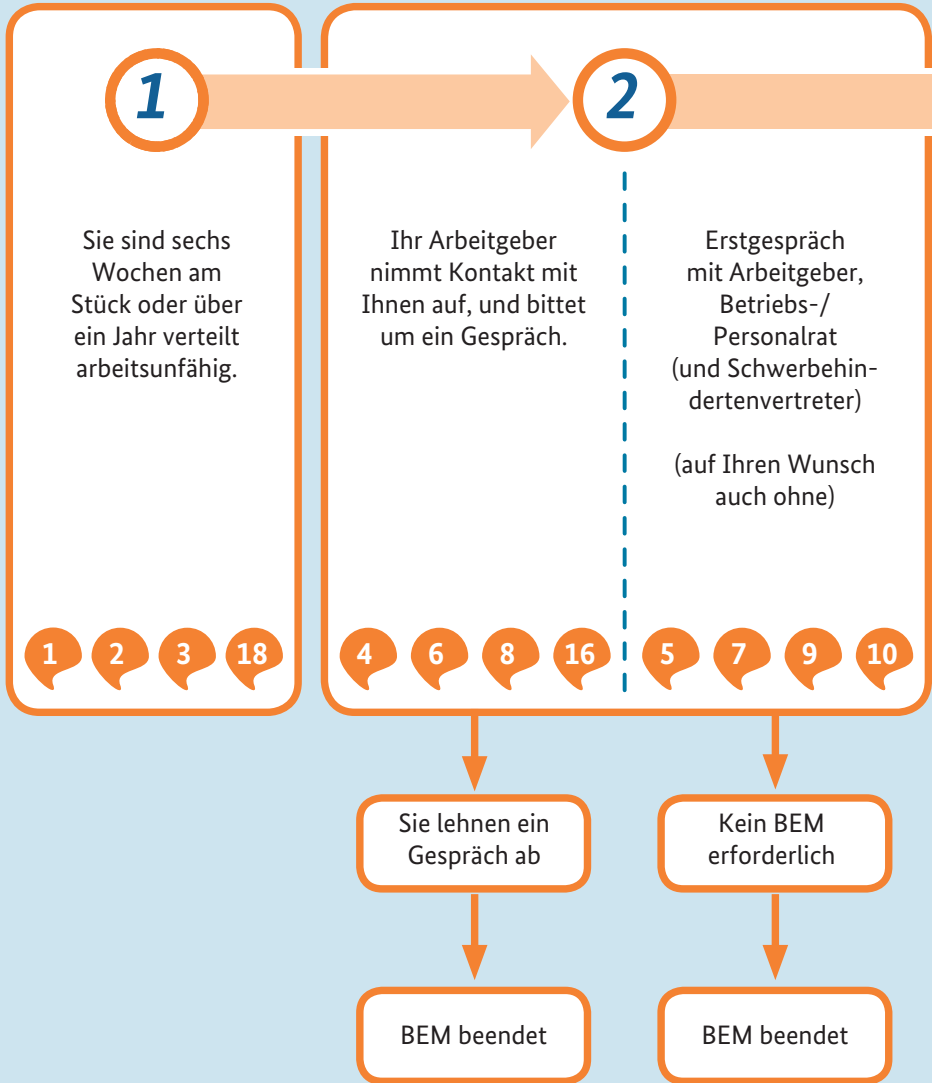 1
Sie sind sechs
Wochen am
Stück oder über
ein Jahr verteilt
arbeitsunfähig.
1 2 3 18
2
Ihr Arbeitgeber
nimmt Kontakt mit
Ihnen auf, und bittet
um ein Gespräch.
4 6 8 16
Erstgespräch
mit Arbeitgeber,
Betriebs-/
Personalrat
(und Schwerbehin-
dertenvertreter)
(auf Ihren Wunsch
auch ohne)
5 7 9 10
Sie lehnen ein
Gespräch ab
BEM beendet
Kein BEM
erforderlich
BEM beendet